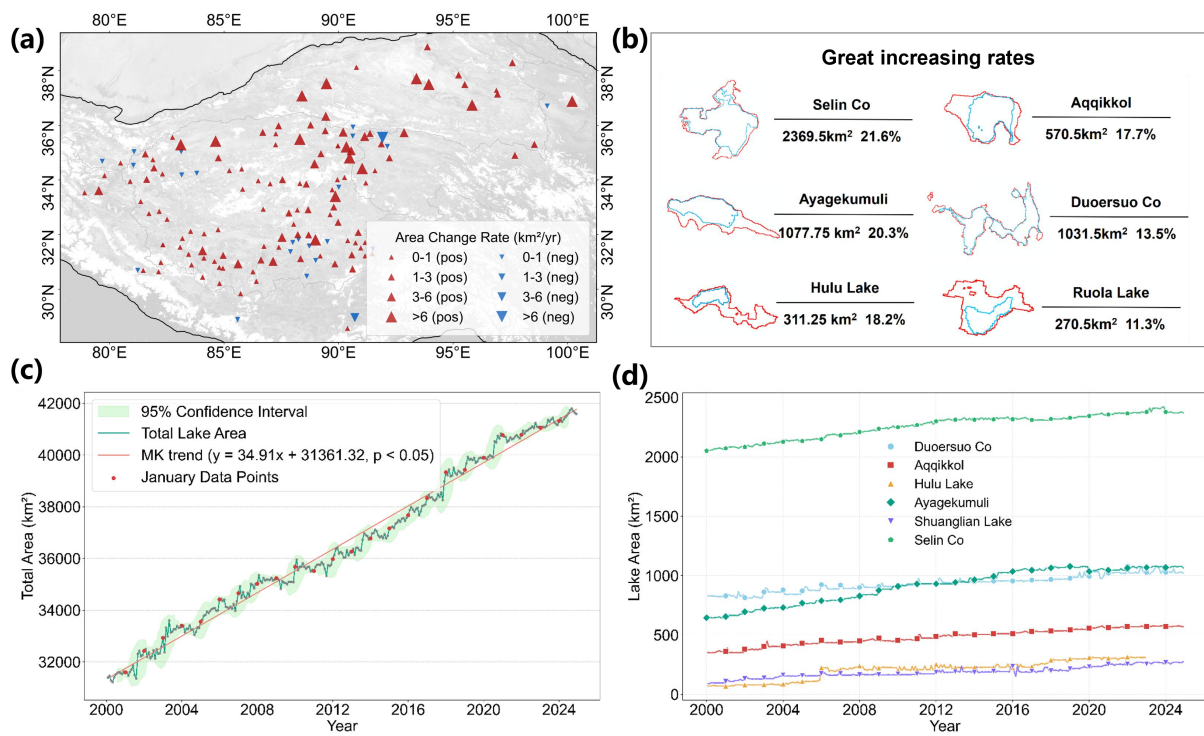 (a)
80°E 85°E 90°E 95°E 100°E
38°N
36°N
34°N
32°N
30°N
38°N
36°N
34°N
32°N
30°N
Area Change Rate (km²/yr)
0-1 (pos) 0-1 (neg)
1-3 (pos) 1-3 (neg)
3-6 (pos) 3-6 (neg)
>6 (pos) >6 (neg)
80°E 85°E 90°E 95°E 100°E
(b)
Great increasing rates
Selin Co
2369.5km² 21.6%
Aqqikkol
570.5km² 17.7%
Ayagekumuli
1077.75 km² 20.3%
Duoersuo Co
1031.5km² 13.5%
Hulu Lake
311.25 km² 18.2%
Ruola Lake
270.5km² 11.3%
(c)
42000
40000
38000
36000
34000
32000
Total Area (km²)
95% Confidence Interval
Total Lake Area
MK trend (y = 34.91x + 31361.32, p < 0.05)
January Data Points
2000 2004 2008 2012 2016 2020 2024
Year
(d)
2500
2000
1500
1000
500
0
Lake Area (km²)
Duoersuo Co
Aqqikkol
Hulu Lake
Ayagekumuli
Shuanglian Lake
Selin Co
2000 2004 2008 2012 2016 2020 2024
Year